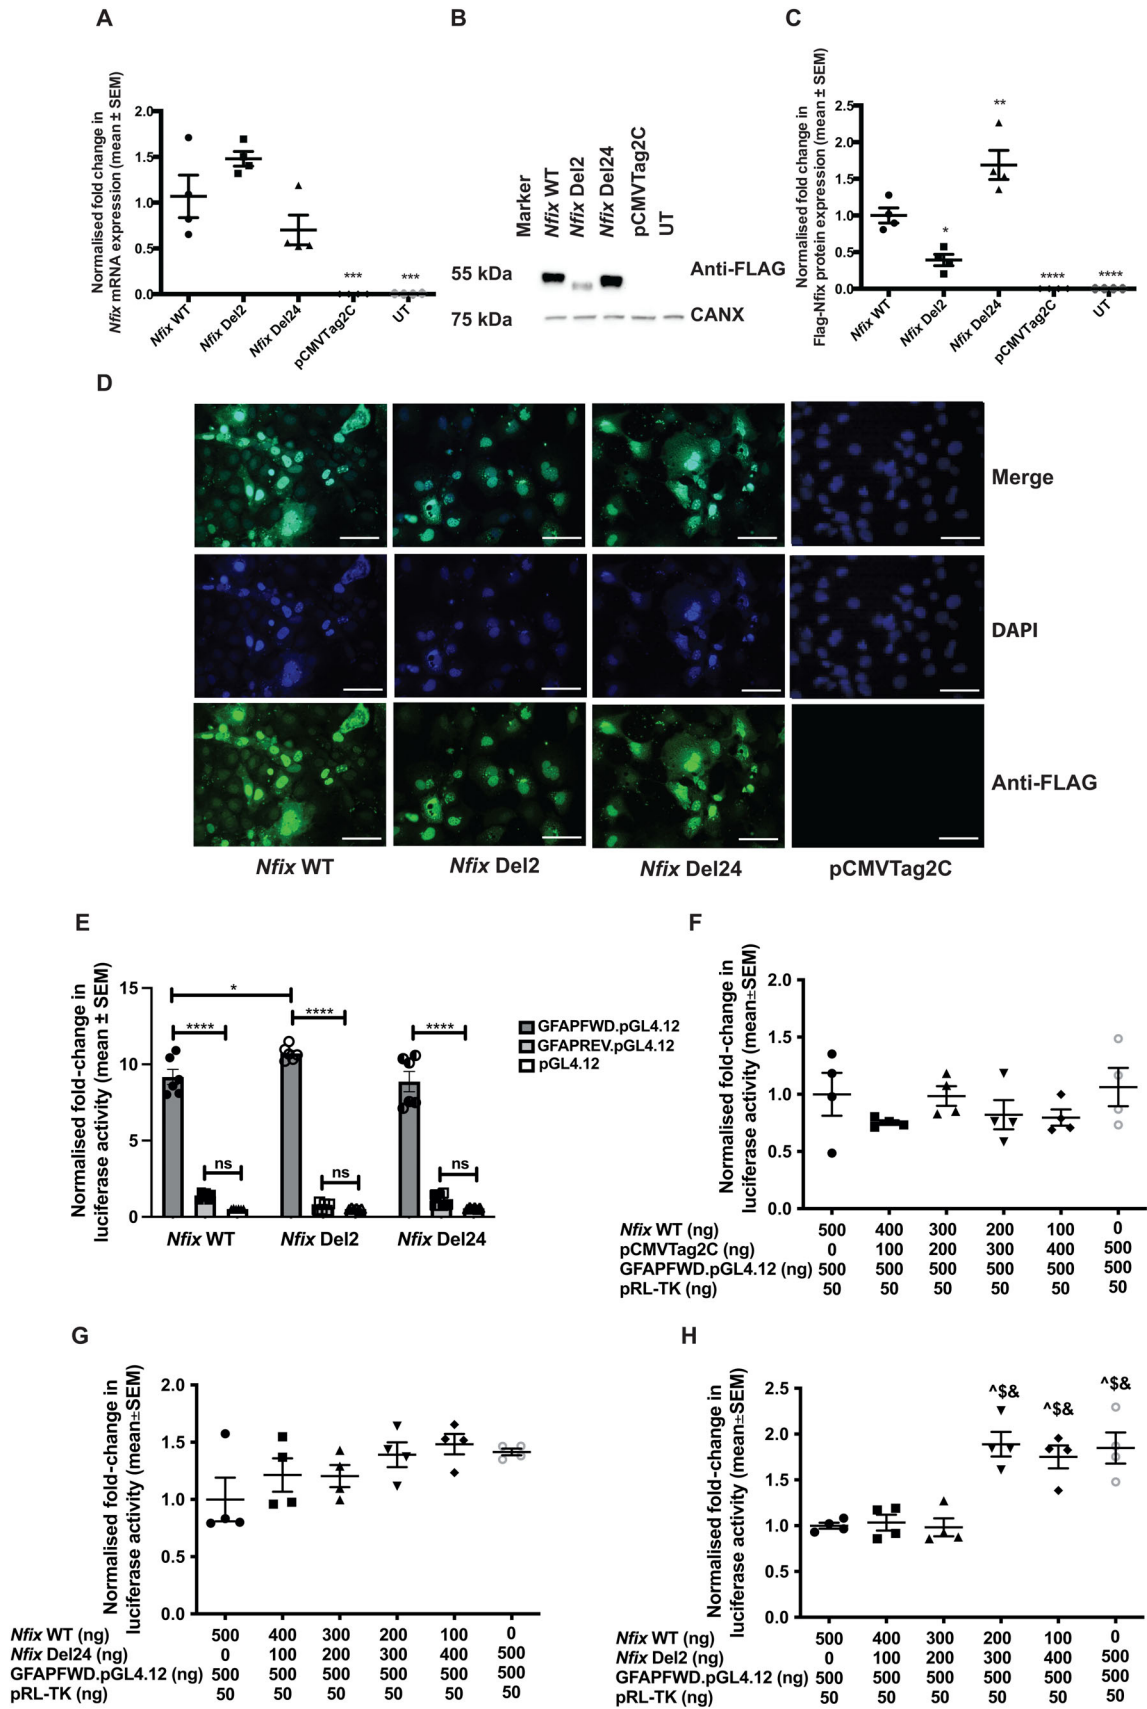 A
Normalised fold change in
Nfix mRNA expression (mean ± SEM)
2.0
1.5
1.0
0.5
0.0
***
***
Nfix WT
Nfix Del2
Nfix Del24
pCMVTag2C
UT
B
Marker
Nfix WT
Nfix Del2
Nfix Del24
pCMVTag2C
UT
55 kDa
Anti-FLAG
75 kDa
CANX
C
Normalised fold change in
Flag-Nfix protein expression (mean ± SEM)
2.5
2.0
1.5
1.0
0.5
0.0
*
**
****
****
Nfix WT
Nfix Del2
Nfix Del24
pCMVTag2C
UT
D
Merge
DAPI
Anti-FLAG
Nfix WT
Nfix Del2
Nfix Del24
pCMVTag2C
E
Normalised fold-change in
luciferase activity (mean ± SEM)
15
10
5
0
*
****
****
****
ns
ns
ns
GFAPFWD.pGL4.12
GFAPREV.pGL4.12
pGL4.12
Nfix WT
Nfix Del2
Nfix Del24
F
Normalised fold-change in
luciferase activity (mean±SEM)
2.0
1.5
1.0
0.5
0.0
Nfix WT (ng) 500 400 300 200 100 0
pCMVTag2C (ng) 0 100 200 300 400 500
GFAPFWD.pGL4.12 (ng) 500 500 500 500 500 500
pRL-TK (ng) 50 50 50 50 50 50
G
Normalised fold-change in
luciferase activity (mean±SEM)
2.0
1.5
1.0
0.5
0.0
Nfix WT (ng) 500 400 300 200 100 0
Nfix Del24 (ng) 0 100 200 300 400 500
GFAPFWD.pGL4.12 (ng) 500 500 500 500 500 500
pRL-TK (ng) 50 50 50 50 50 50
H
Normalised fold-change in
luciferase activity (mean±SEM)
2.5
2.0
1.5
1.0
0.5
0.0
^$&
^$&
^$&
Nfix WT (ng) 500 400 300 200 100 0
Nfix Del2 (ng) 0 100 200 300 400 500
GFAPFWD.pGL4.12 (ng) 500 500 500 500 500 500
pRL-TK (ng) 50 50 50 50 50 50